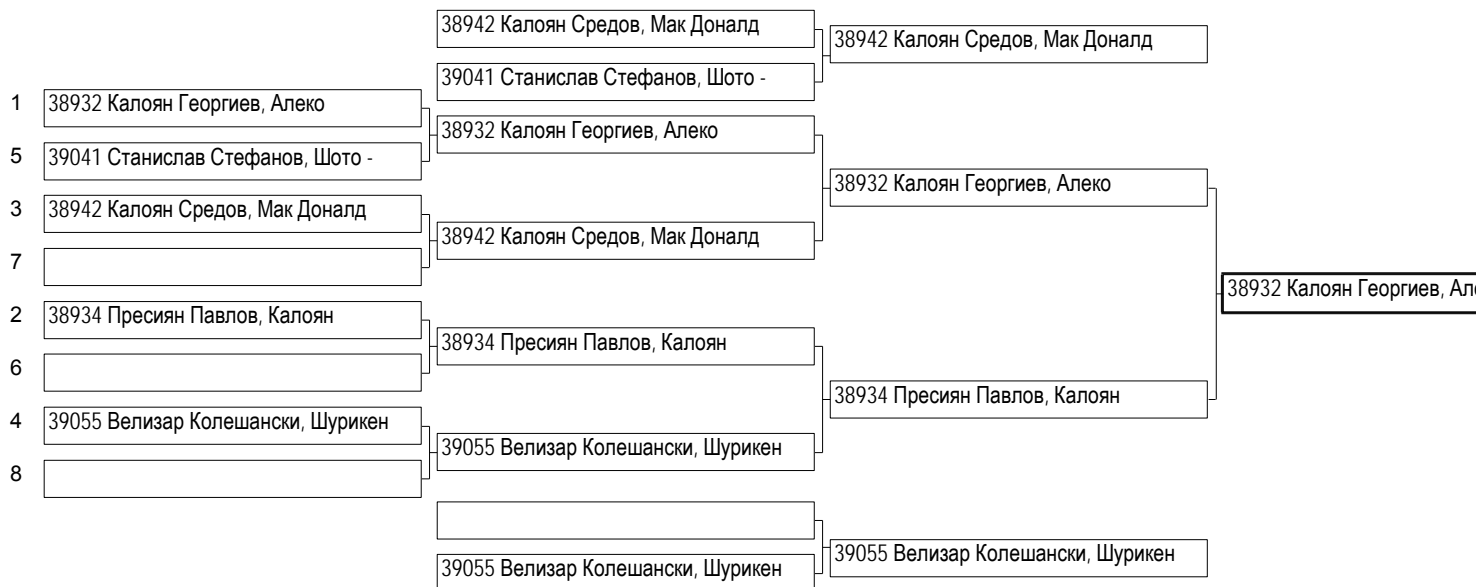 38942 Калоян Средов, Мак Доналд
38942 Калоян Средов, Мак Доналд
39041 Станислав Стефанов, Шото -
1 38932 Калоян Георгиев, Алеко
38932 Калоян Георгиев, Алеко
5 39041 Станислав Стефанов, Шото -
38932 Калоян Георгиев, Алеко
3 38942 Калоян Средов, Мак Доналд
38942 Калоян Средов, Мак Доналд
7
38932 Калоян Георгиев,
2 38934 Пресиян Павлов, Калоян
38934 Пресиян Павлов, Калоян
6
38934 Пресиян Павлов, Калоян
4 39055 Велизар Колешански, Шурикен
39055 Велизар Колешански, Шурикен
8
39055 Велизар Колешански, Шурикен
39055 Велизар Колешански, Шурикен